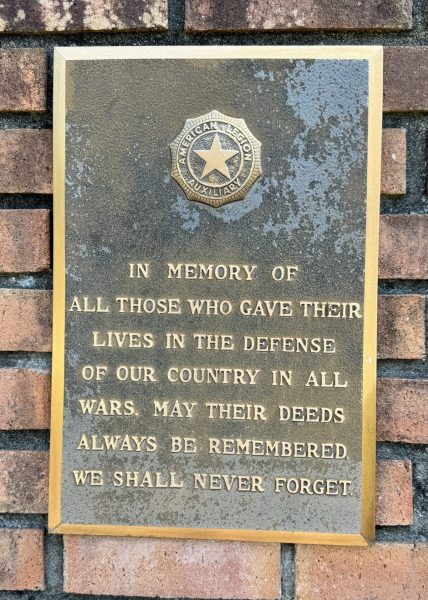 AMERICAN LEGION
AUXILIARY
IN MEMORY OF
ALL THOSE WHO GAVE THEIR
LIVES IN THE DEFENSE
OF OUR COUNTRY IN ALL
WARS. MAY THEIR DEEDS
ALWAYS BE REMEMBERED.
WE SHALL NEVER FORGET.